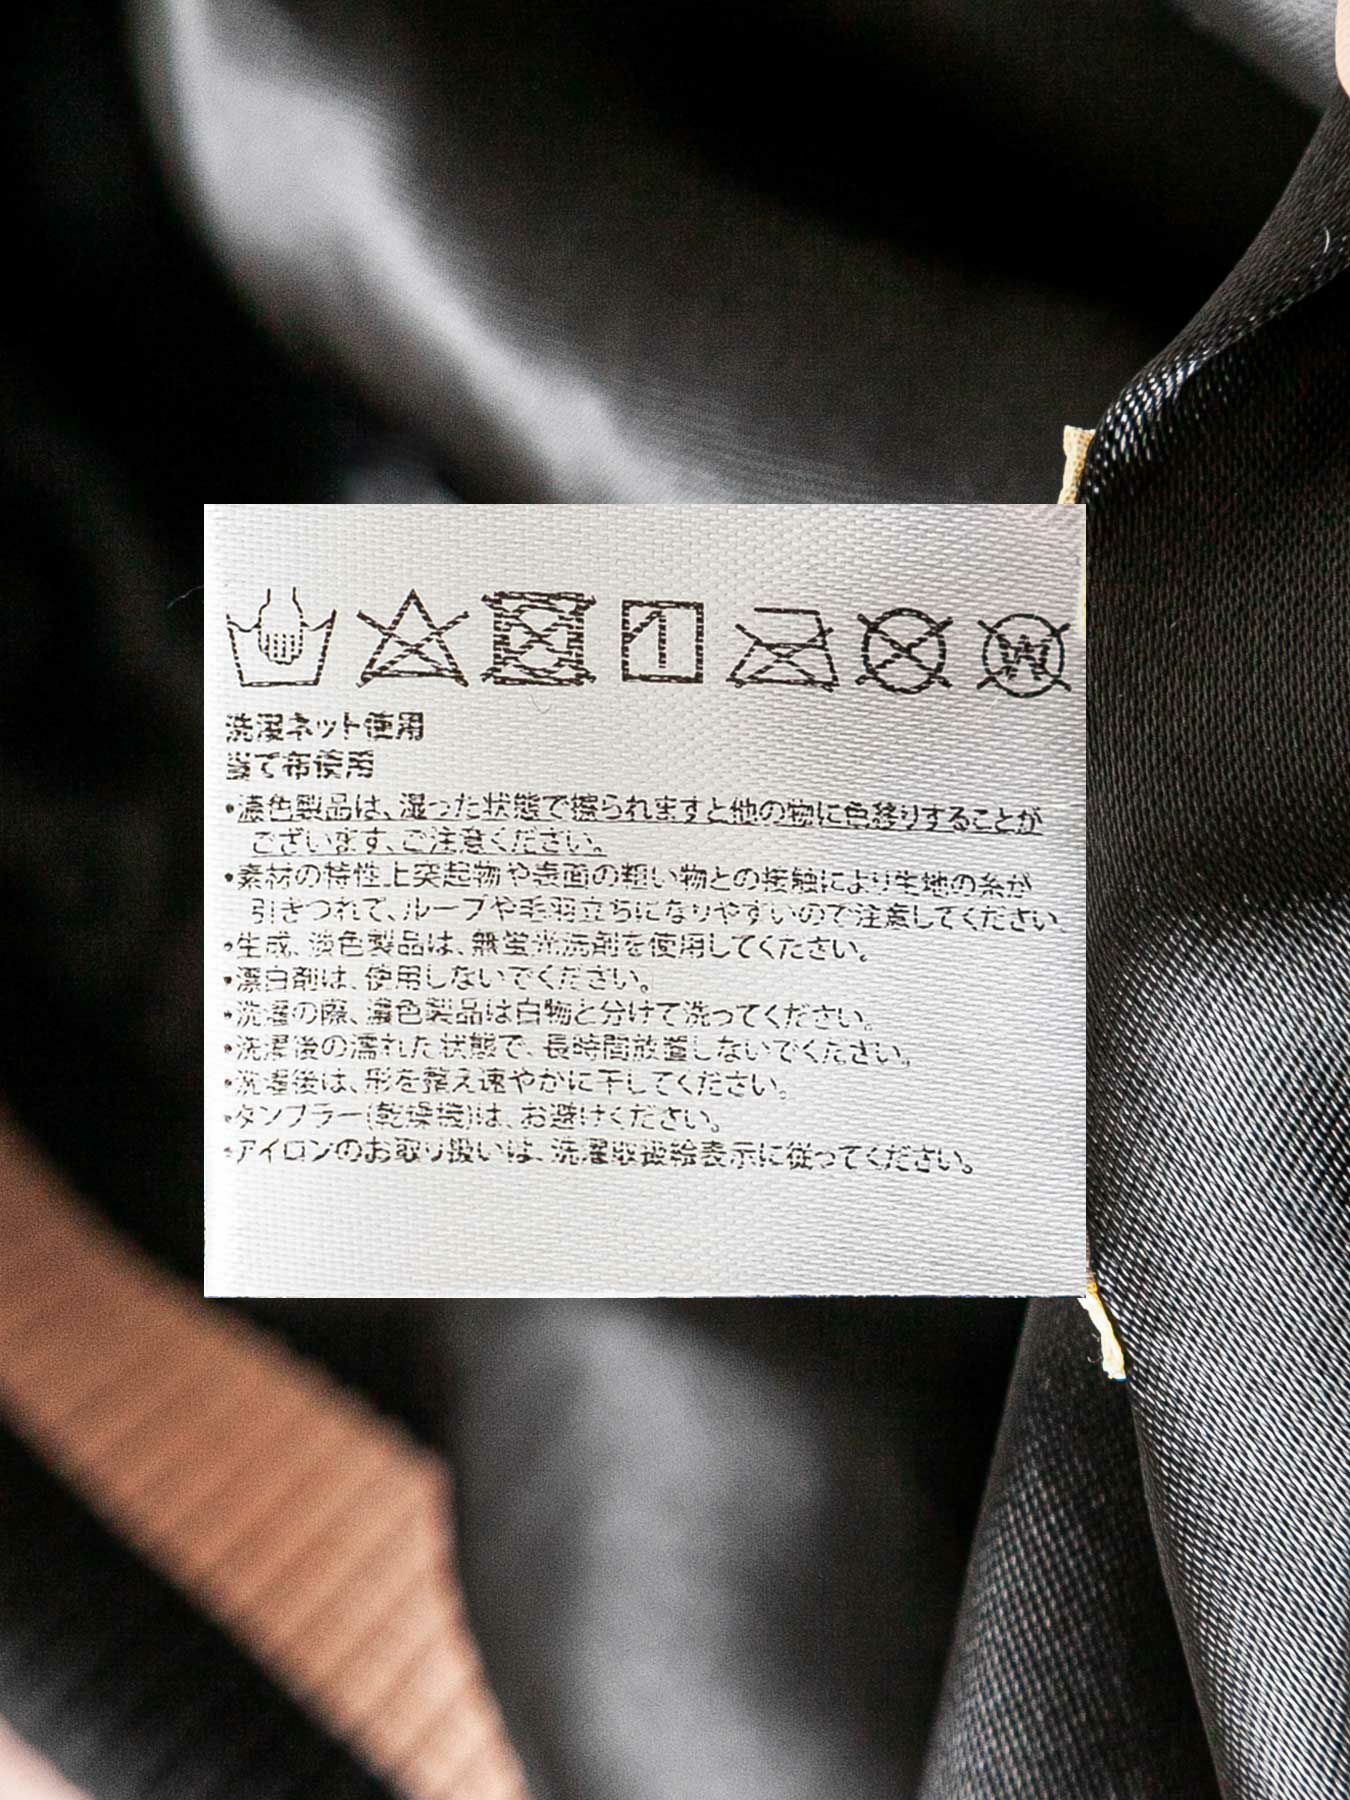 洗濯ネット使用
当て布使用
・濃色製品は、湿った状態で擦られますと他の物に色移りすることが
ございます、ご注意ください。
・素材の特性上突起物や表面の粗い物との接触により生地の糸が
引きつれて、ループや毛羽立ちになりやすいので注意してください。
・生成、淡色製品は、無蛍光洗剤を使用してください。
・漂白剤は、使用しないでください。
・洗濯の際、濃色製品は白物と分けて洗ってください。
・洗濯後の濡れた状態で、長時間放置しないでください。
・洗濯後は、形を整え速やかに干してください。
・タンブラー(乾燥機)は、お避けください。
・アイロンのお取り扱いは、洗濯取扱絵表示に従ってください。